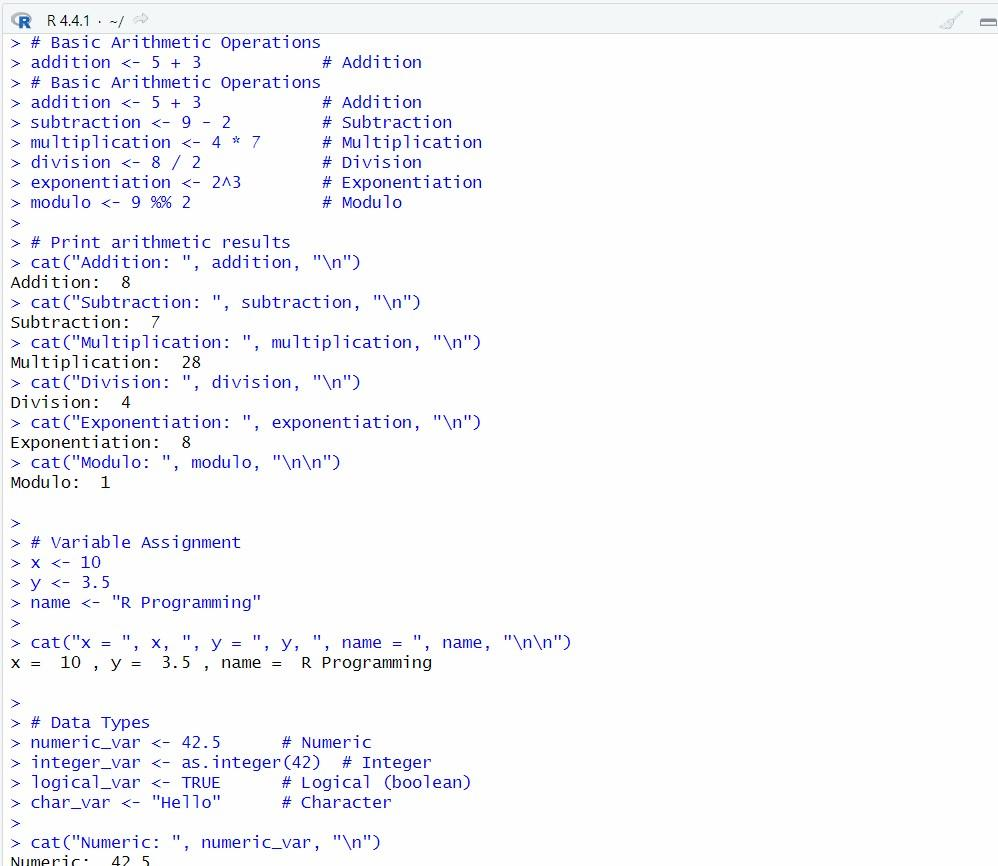 R R 4.4.1 · ~/
> # Basic Arithmetic Operations
> addition <- 5 + 3            # Addition
> # Basic Arithmetic Operations
> addition <- 5 + 3            # Addition
> subtraction <- 9 - 2         # Subtraction
> multiplication <- 4 * 7      # Multiplication
> division <- 8 / 2            # Division
> exponentiation <- 2^3        # Exponentiation
> modulo <- 9 %% 2             # Modulo
>
> # Print arithmetic results
> cat("Addition: ", addition, "\n")
Addition:  8
> cat("Subtraction: ", subtraction, "\n")
Subtraction:  7
> cat("Multiplication: ", multiplication, "\n")
Multiplication:  28
> cat("Division: ", division, "\n")
Division:  4
> cat("Exponentiation: ", exponentiation, "\n")
Exponentiation:  8
> cat("Modulo: ", modulo, "\n\n")
Modulo:  1
>
> # Variable Assignment
> x <- 10
> y <- 3.5
> name <- "R Programming"
>
> cat("x = ", x, ", y = ", y, ", name = ", name, "\n\n")
x =  10 , y =  3.5 , name =  R Programming
>
> # Data Types
> numeric_var <- 42.5      # Numeric
> integer_var <- as.integer(42)  # Integer
> logical_var <- TRUE      # Logical (boolean)
> char_var <- "Hello"      # Character
>
> cat("Numeric: ", numeric_var, "\n")
Numeric:  42.5